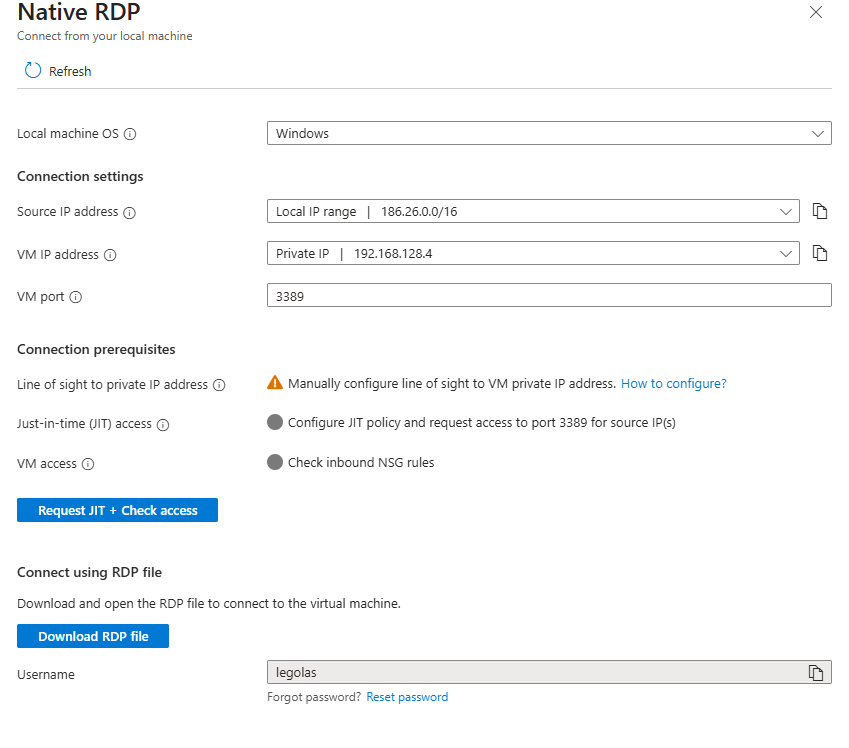 Native RDP
Connect from your local machine
Refresh
Local machine OS
Windows
Connection settings
Source IP address
Local IP range | 186.26.0.0/16
VM IP address
Private IP | 192.168.128.4
VM port
3389
Connection prerequisites
Line of sight to private IP address
Manually configure line of sight to VM private IP address. How to configure?
Just-in-time (JIT) access
Configure JIT policy and request access to port 3389 for source IP(s)
VM access
Check inbound NSG rules
Request JIT + Check access
Connect using RDP file
Download and open the RDP file to connect to the virtual machine.
Download RDP file
Username
legolas
Forgot password? Reset password